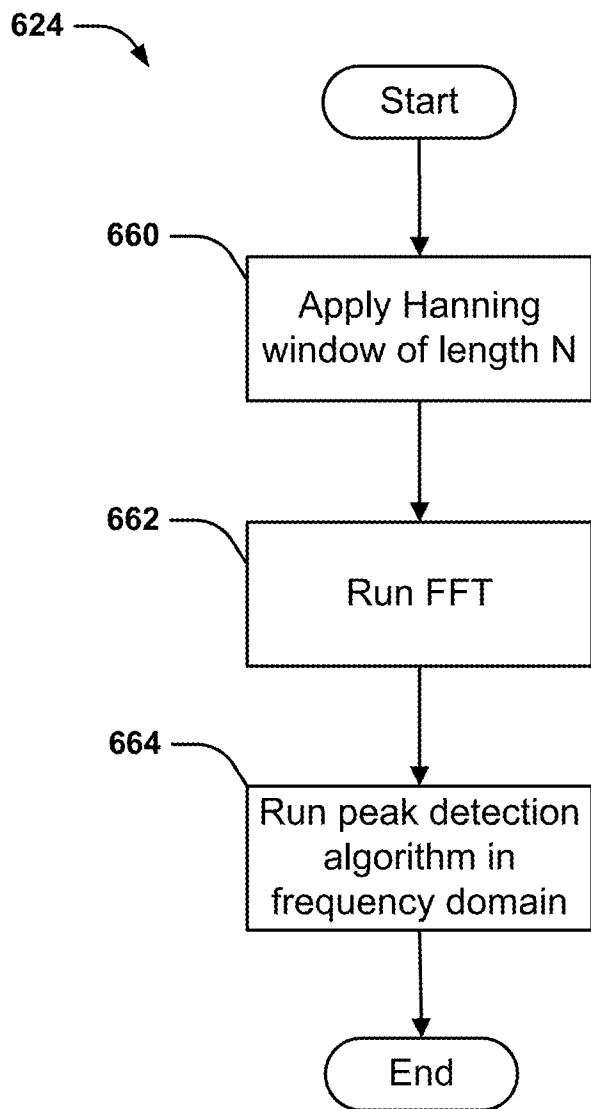 624
Start
660
Apply Hanning
window of length N
662
Run FFT
664
Run peak detection
algorithm in
frequency domain
End